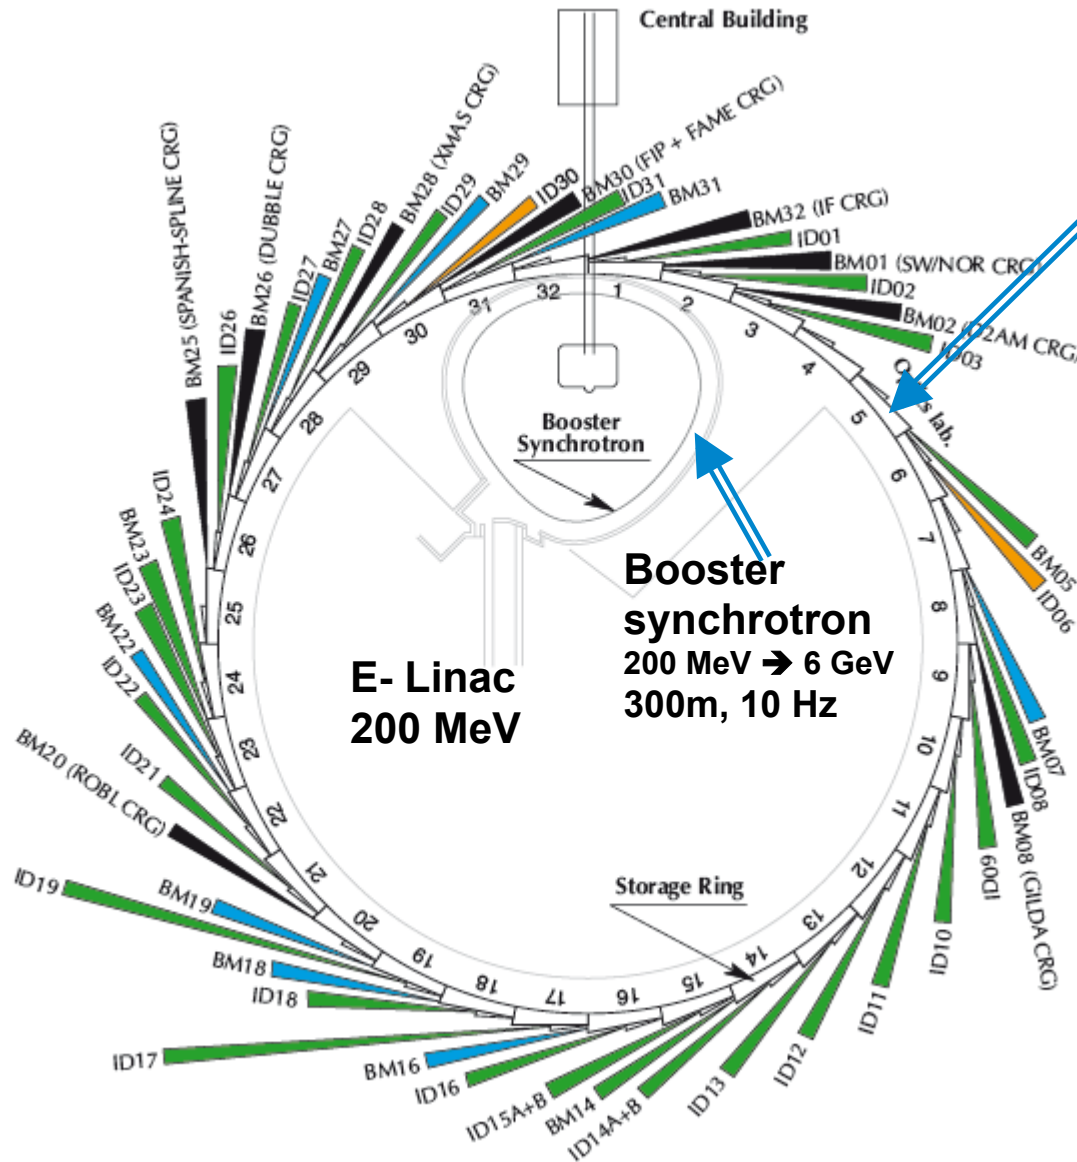 Central Building
BM25 (SPANISH-SPLINE CRG)
ID26
BM26 (DUBBLE CRG)
ID27
BM27
ID28
BM28 (XMAS CRG)
ID29
BM29
ID30
BM30 (FIP + FAME CRG)
ID31
BM31
BM32 (IF CRG)
ID01
BM01 (SW/NOR CRG)
ID02
BM02 (D2AM CRG)
ID03
lab.
BM05
ID06
BM07
ID08
BM08 (GILDA CRG)
ID09
ID10
ID11
ID12
ID13
ID14A+B
BM14
ID15A+B
ID16
BM16
ID17
ID18
BM18
BM19
ID19
BM20 (ROBL CRG)
ID21
ID22
BM22
ID23
BM23
ID24
1
2
3
4
5
6
7
8
9
10
11
12
13
14
15
16
17
18
19
20
21
22
23
24
25
26
27
28
29
30
31
32
Booster
Synchrotron
Booster
synchrotron
200 MeV ➔ 6 GeV
300m, 10 Hz
E- Linac
200 MeV
Storage Ring